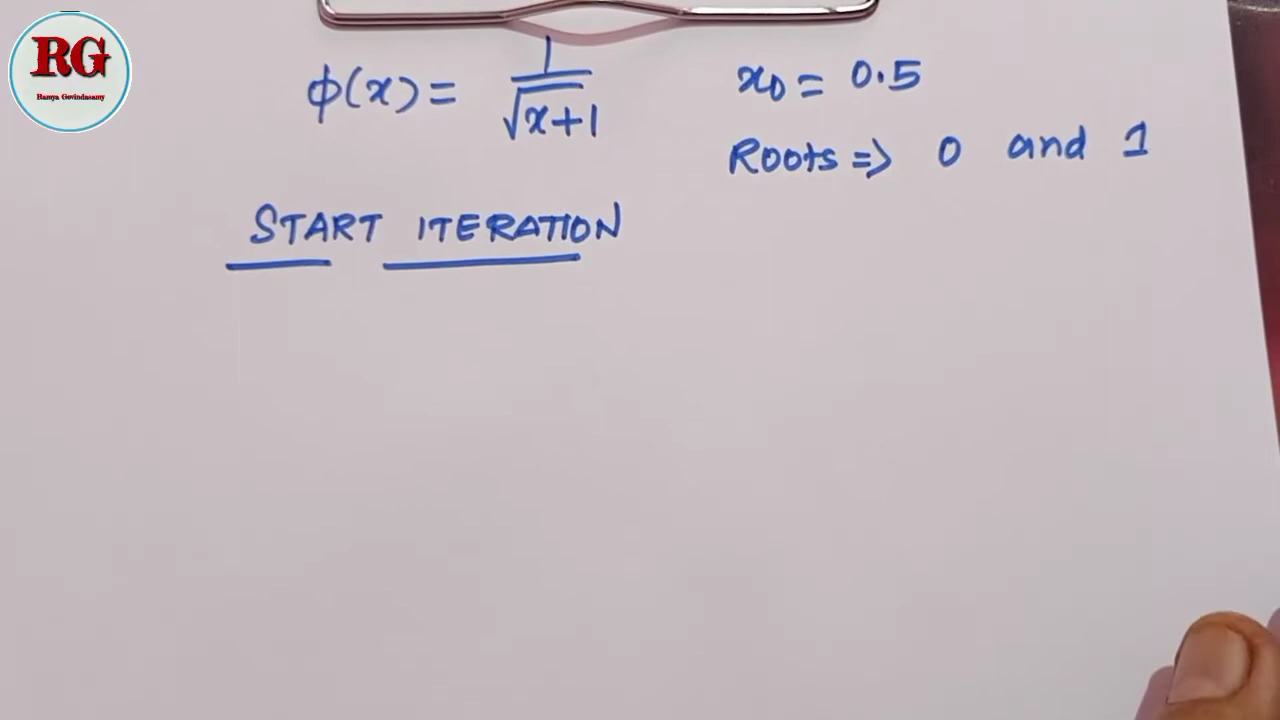 RG
Ramya Govindasamy
φ(x) = 1/√x+1
x₀ = 0.5
Roots => 0 and 1
START ITERATION